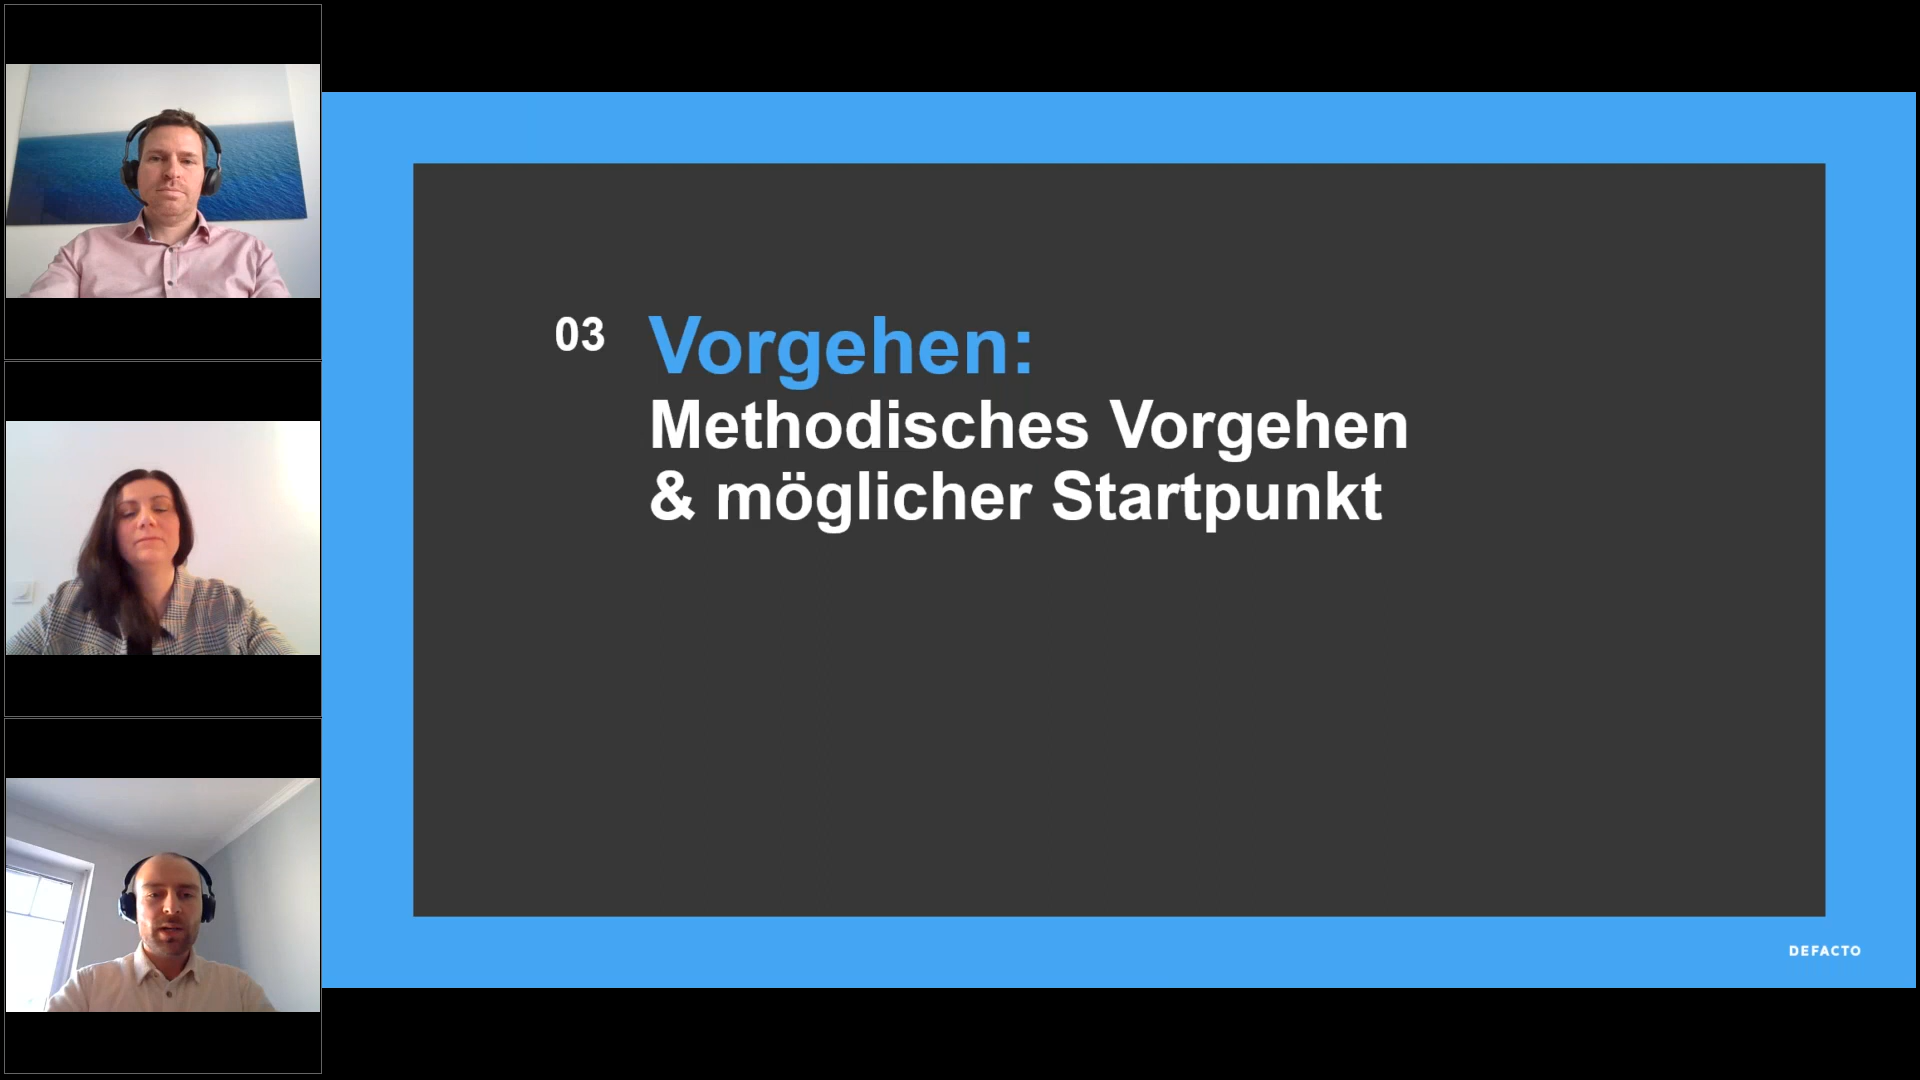 03
Vorgehen:
Methodisches Vorgehen
& möglicher Startpunkt
DEFACTO